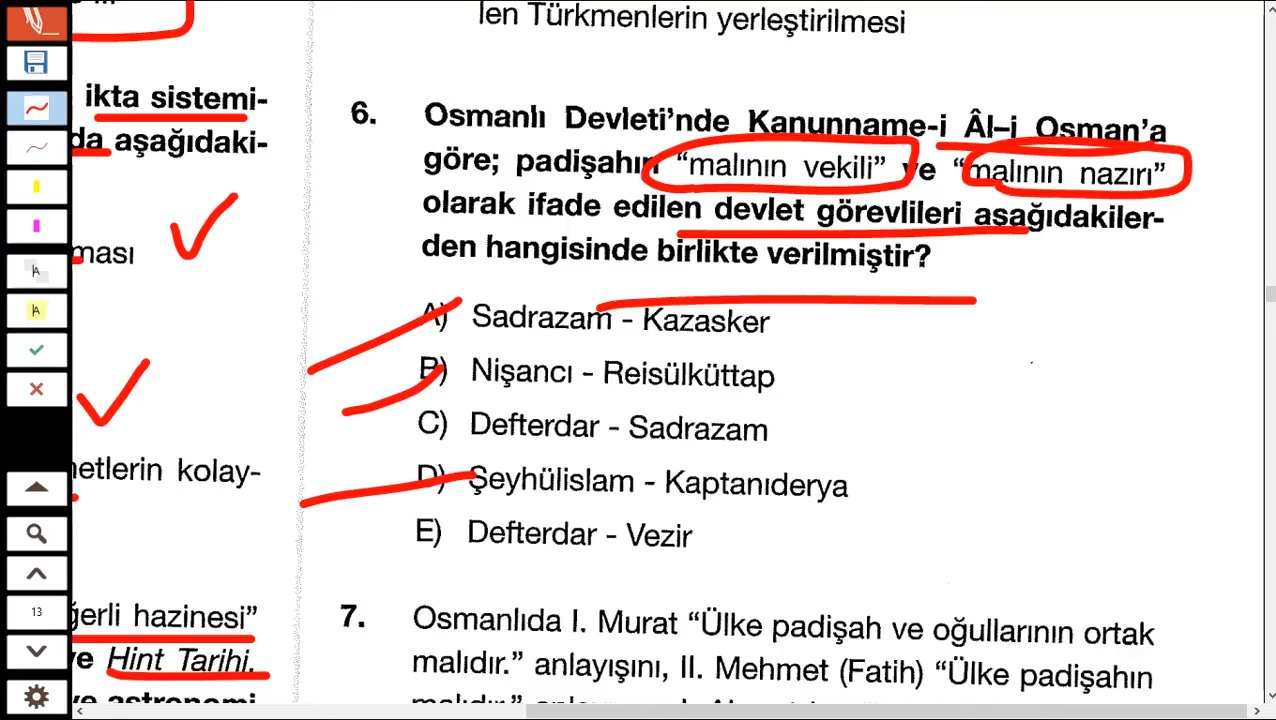 ikta sistemi-
da aşağıdaki-
ması
metlerin kolay-
ğerli hazinesi”
ve Hint Tarihi,
ve astronomi
len Türkmenlerin yerleştirilmesi
6. Osmanlı Devleti’nde Kanunname-i Âl–i Osman’a
göre; padişahın “malının vekili” ve “malının nazırı”
olarak ifade edilen devlet görevlileri aşağıdakiler-
den hangisinde birlikte verilmiştir?
A) Sadrazam - Kazasker
B) Nişancı - Reisülküttap
C) Defterdar - Sadrazam
D) Şeyhülislam - Kaptanıderya
E) Defterdar - Vezir
7. Osmanlıda I. Murat “Ülke padişah ve oğullarının ortak
malıdır.” anlayışını, II. Mehmet (Fatih) “Ülke padişahın
13